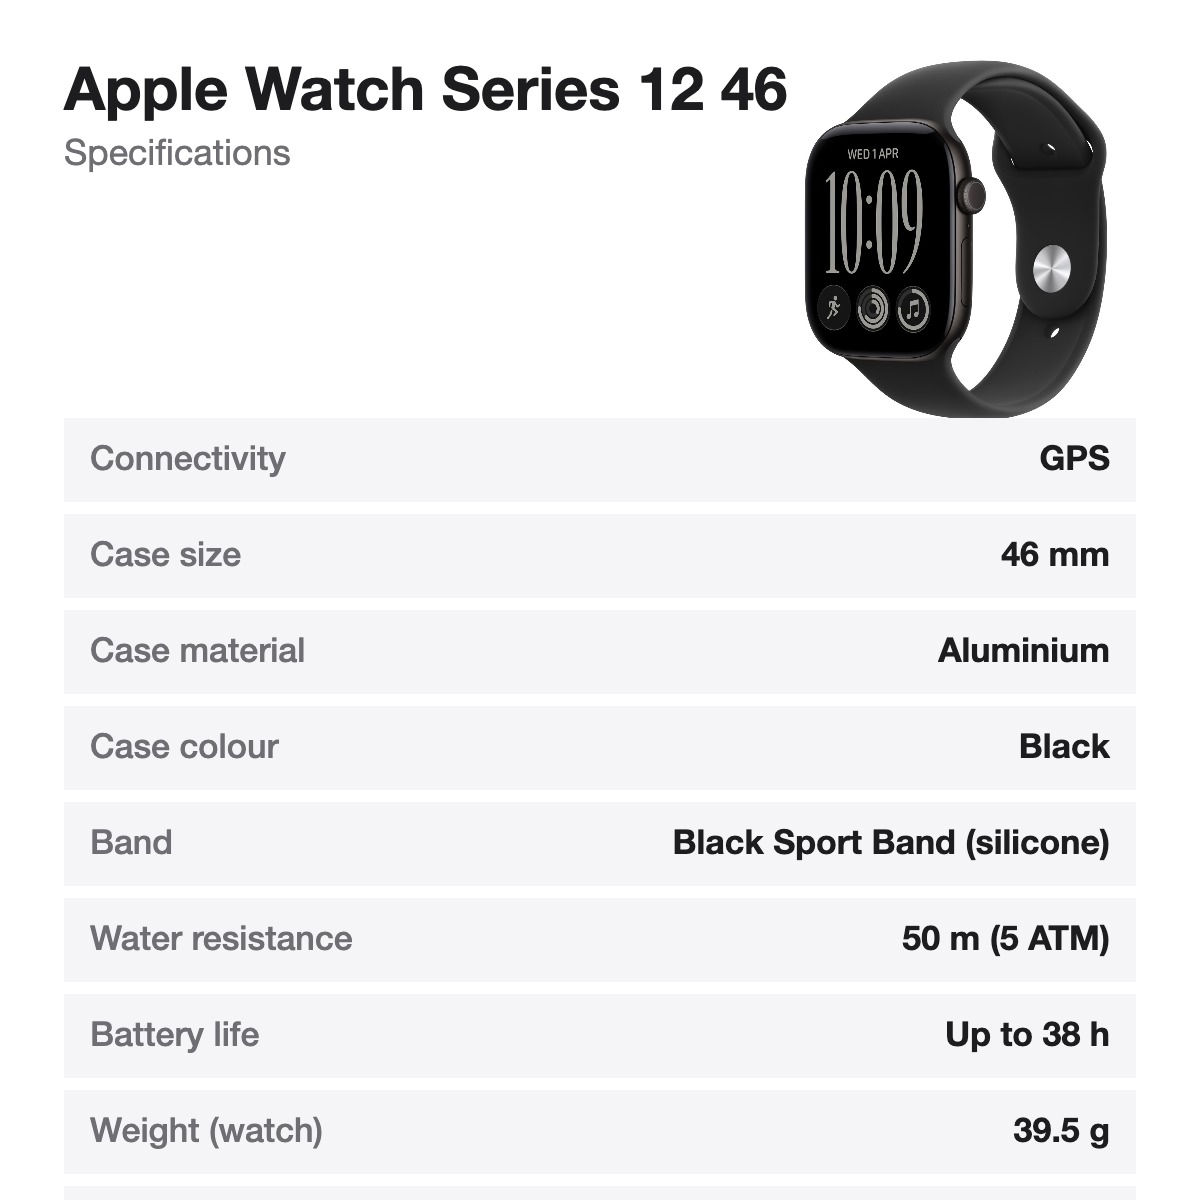 Apple Watch Series 12 46
Specifications
WED 1 APR
10:09
Connectivity GPS
Case size 46 mm
Case material Aluminium
Case colour Black
Band Black Sport Band (silicone)
Water resistance 50 m (5 ATM)
Battery life Up to 38 h
Weight (watch) 39.5 g